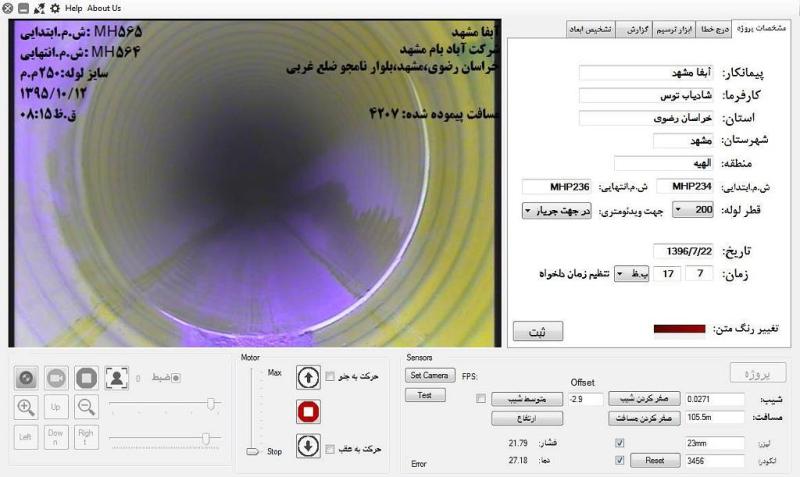 Help About Us
آبفا مشهد
ش.م.ابتدایی: MH۵۶۵
شرکت آباد بام مشهد
ش.م.انتهایی: MH۵۶۴
خراسان رضوی،مشهد،بلوار نامجو ضلع غربی
سایز لوله:۲۵۰م.م
۱۳۹۵/۱۰/۱۲
مسافت پیموده شده: ۴۲۰۷
۰۸:۱۵ق.ظ
مشخصات پروژه درج خطا ابزار ترسیم گزارش تشخیص ابعاد
پیمانکار: آبفا مشهد
کارفرما: شادیاب توس
استان: خراسان رضوی
شهرستان: مشهد
منطقه: الهیه
ش.م.ابتدایی: MHP234 ش.م.انتهایی: MHP236
قطر لوله: 200 جهت ویدئومتری: در جهت جریان
تاریخ: 1396/7/22
زمان: 7 17 ب.ظ تنظیم زمان دلخواه
تغییر رنگ متن:
ثبت
ضبط 0
Up
Left Down Right
Motor
Max
Stop
حرکت به جلو
حرکت به عقب
Sensors
Set Camera FPS:
Test
Offset
پروژه
شیب: 0.0271 صفر کردن شیب -2.9 متوسط شیب
مسافت: 105.5m صفر کردن مسافت ارتفاع
لیزر: 23mm فشار: 21.79
انکودر: 3456 Reset دما: 27.18
Error